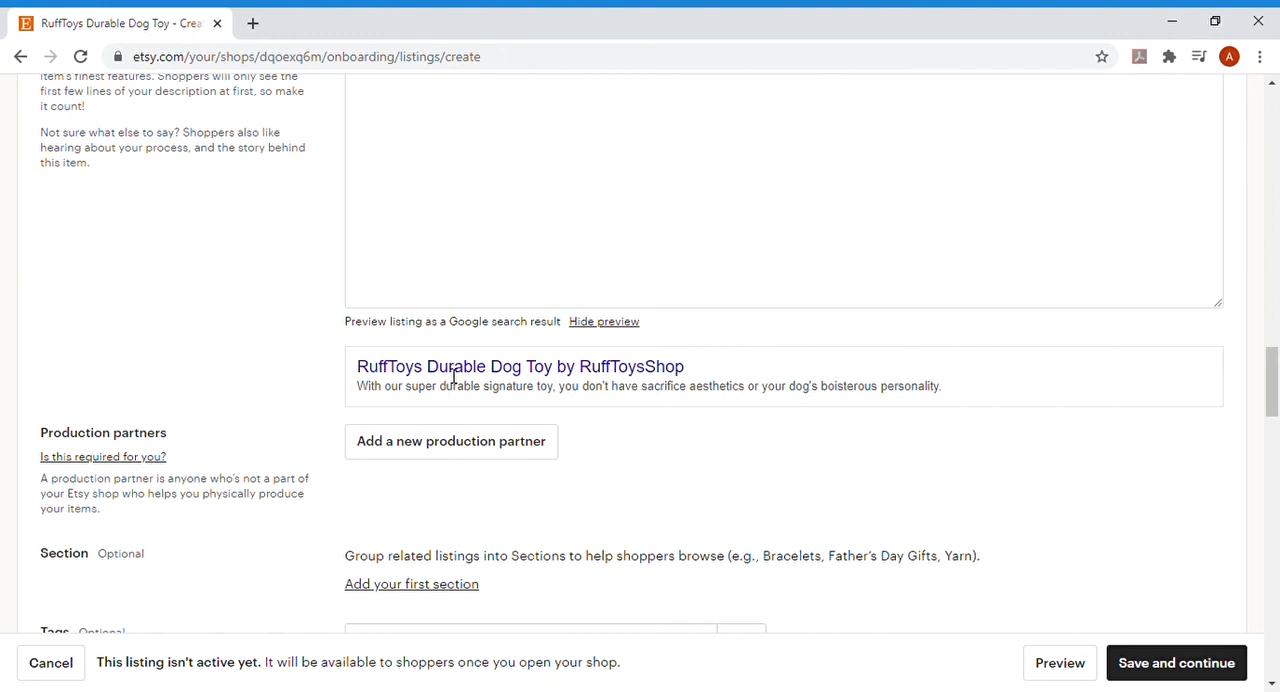 RuffToys Durable Dog Toy - Crea
etsy.com/your/shops/dqoexq6m/onboarding/listings/create
A
item's finest features. Shoppers will only see the
first few lines of your description at first, so make
it count!
Not sure what else to say? Shoppers also like
hearing about your process, and the story behind
this item.
Preview listing as a Google search result Hide preview
RuffToys Durable Dog Toy by RuffToysShop
With our super durable signature toy, you don't have sacrifice aesthetics or your dog's boisterous personality.
Production partners
Add a new production partner
Is this required for you?
A production partner is anyone who's not a part of
your Etsy shop who helps you physically produce
your items.
Section Optional
Group related listings into Sections to help shoppers browse (e.g., Bracelets, Father's Day Gifts, Yarn).
Add your first section
Tags Optional
Cancel
This listing isn't active yet. It will be available to shoppers once you open your shop.
Preview
Save and continue